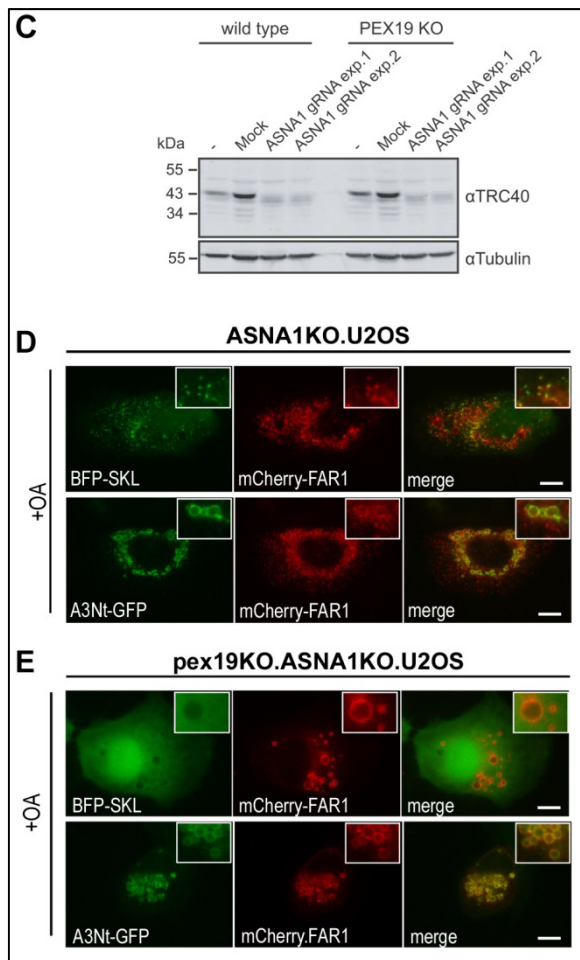 C
wild type PEX19 KO
- Mock ASNA1 gRNA exp.1 ASNA1 gRNA exp.2 - Mock ASNA1 gRNA exp.1 ASNA1 gRNA exp.2
kDa
55
43 αTRC40
34
55 αTubulin
D ASNA1KO.U2OS
+OA
BFP-SKL mCherry-FAR1 merge
A3Nt-GFP mCherry-FAR1 merge
E pex19KO.ASNA1KO.U2OS
+OA
BFP-SKL mCherry-FAR1 merge
A3Nt-GFP mCherry.FAR1 merge